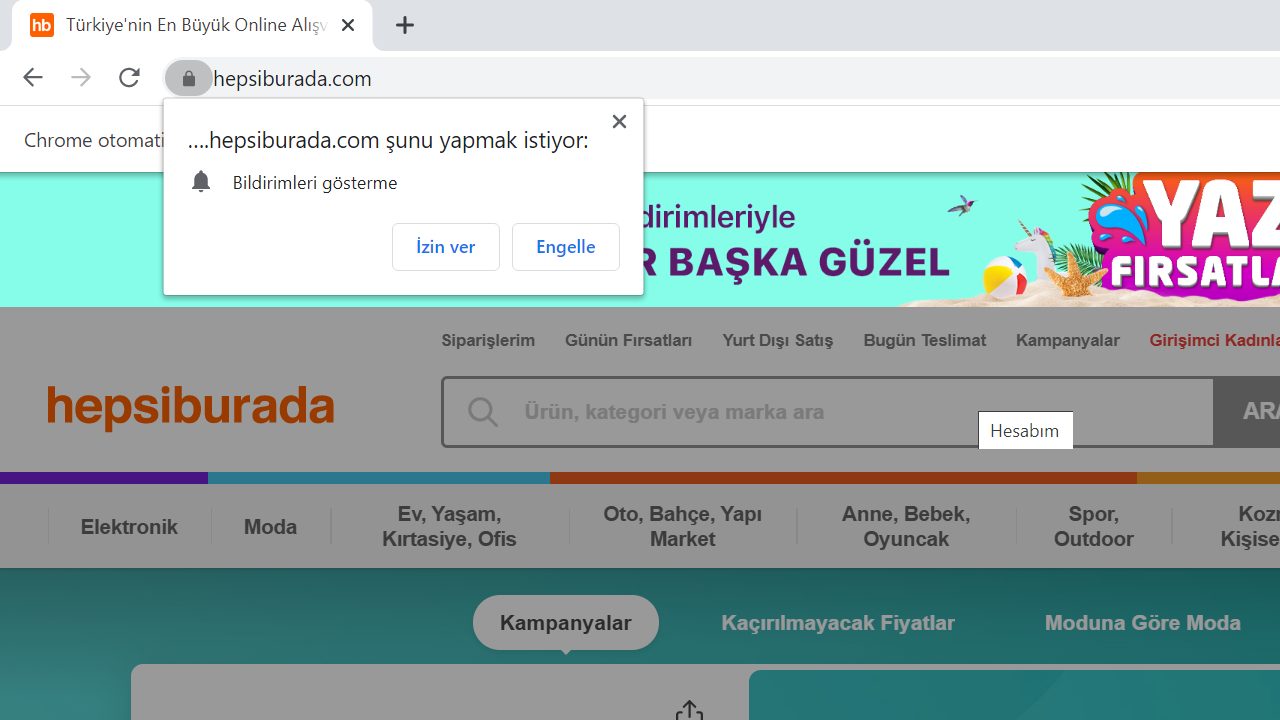 hb Türkiye'nin En Büyük Online Alışv
hepsiburada.com
Chrome otomati
….hepsiburada.com şunu yapmak istiyor:
Bildirimleri gösterme
İzin ver Engelle
dirimleriyle
R BAŞKA GÜZEL
YAZ
FIRSATLA
Siparişlerim Günün Fırsatları Yurt Dışı Satış Bugün Teslimat Kampanyalar Girişimci Kadınla
hepsiburada
Ürün, kategori veya marka ara ARA
Hesabım
Elektronik Moda Ev, Yaşam, Kırtasiye, Ofis Oto, Bahçe, Yapı Market Anne, Bebek, Oyuncak Spor, Outdoor Kozm Kişise
Kampanyalar Kaçırılmayacak Fiyatlar Moduna Göre Moda